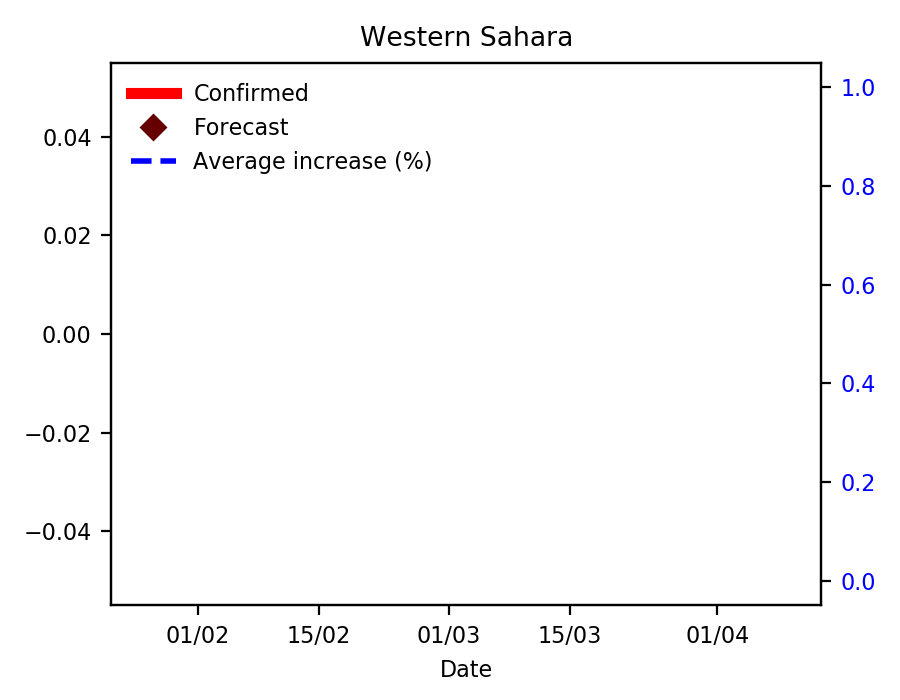 Western Sahara
Confirmed
Forecast
Average increase (%)
0.04
0.02
0.00
−0.02
−0.04
1.0
0.8
0.6
0.4
0.2
0.0
01/02 15/02 01/03 15/03 01/04
Date